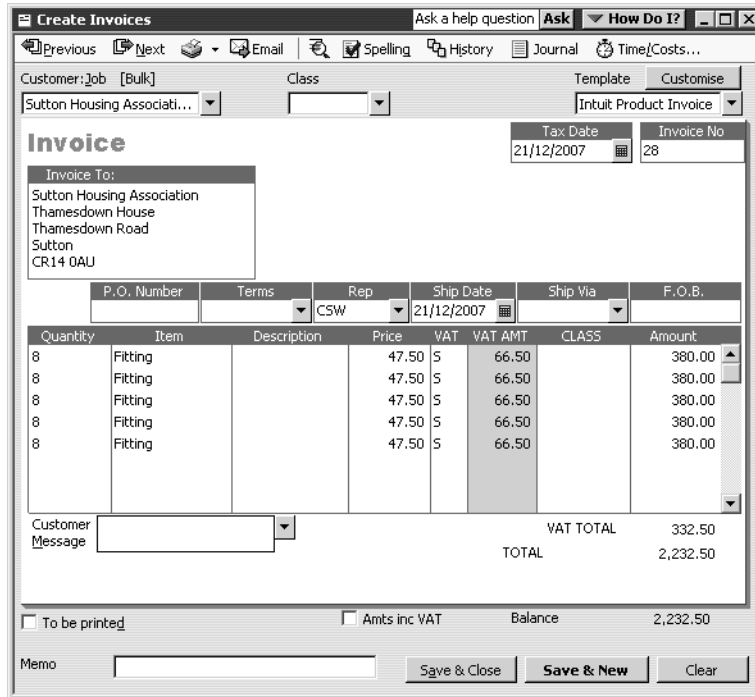 Create Invoices Ask a help question Ask How Do I?
Previous Next Email Spelling History Journal Time/Costs...
Customer:Job [Bulk] Class Template Customise
Sutton Housing Associati... Intuit Product Invoice
Invoice
Tax Date Invoice No
21/12/2007 28
Invoice To:
Sutton Housing Association
Thamesdown House
Thamesdown Road
Sutton
CR14 0AU
P.O. Number Terms Rep Ship Date Ship Via F.O.B.
CSW 21/12/2007
Quantity Item Description Price VAT VAT AMT CLASS Amount
8 Fitting 47.50 S 66.50 380.00
8 Fitting 47.50 S 66.50 380.00
8 Fitting 47.50 S 66.50 380.00
8 Fitting 47.50 S 66.50 380.00
8 Fitting 47.50 S 66.50 380.00
Customer Message
VAT TOTAL 332.50
TOTAL 2,232.50
To be printed Amts inc VAT Balance 2,232.50
Memo Save & Close Save & New Clear